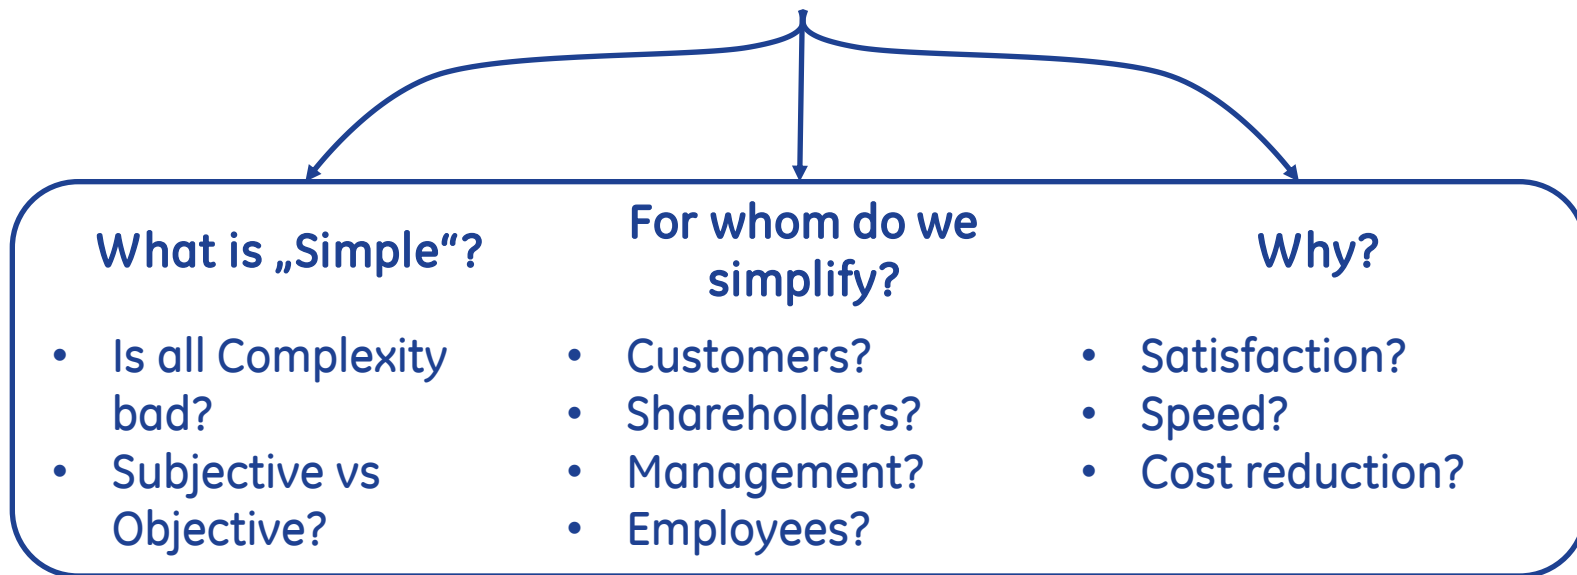 What is „Simple“?
• Is all Complexity
bad?
• Subjective vs
Objective?
For whom do we
simplify?
• Customers?
• Shareholders?
• Management?
• Employees?
Why?
• Satisfaction?
• Speed?
• Cost reduction?